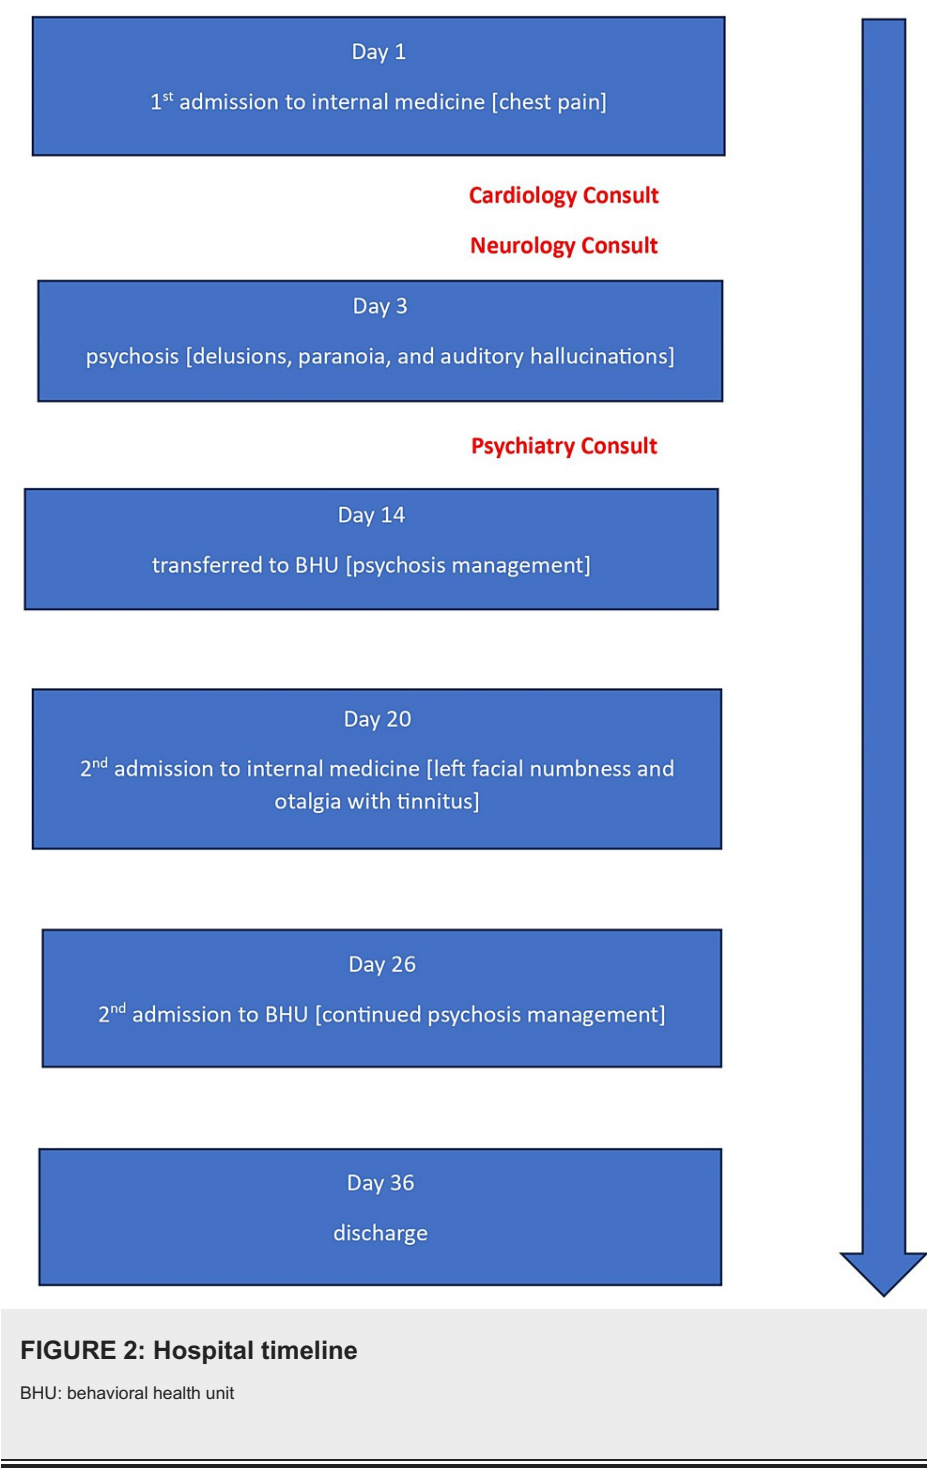 Day 1
1st admission to internal medicine [chest pain]
Cardiology Consult
Neurology Consult
Day 3
psychosis [delusions, paranoia, and auditory hallucinations]
Psychiatry Consult
Day 14
transferred to BHU [psychosis management]
Day 20
2nd admission to internal medicine [left facial numbness and
otalgia with tinnitus]
Day 26
2nd admission to BHU [continued psychosis management]
Day 36
discharge
FIGURE 2: Hospital timeline
BHU: behavioral health unit